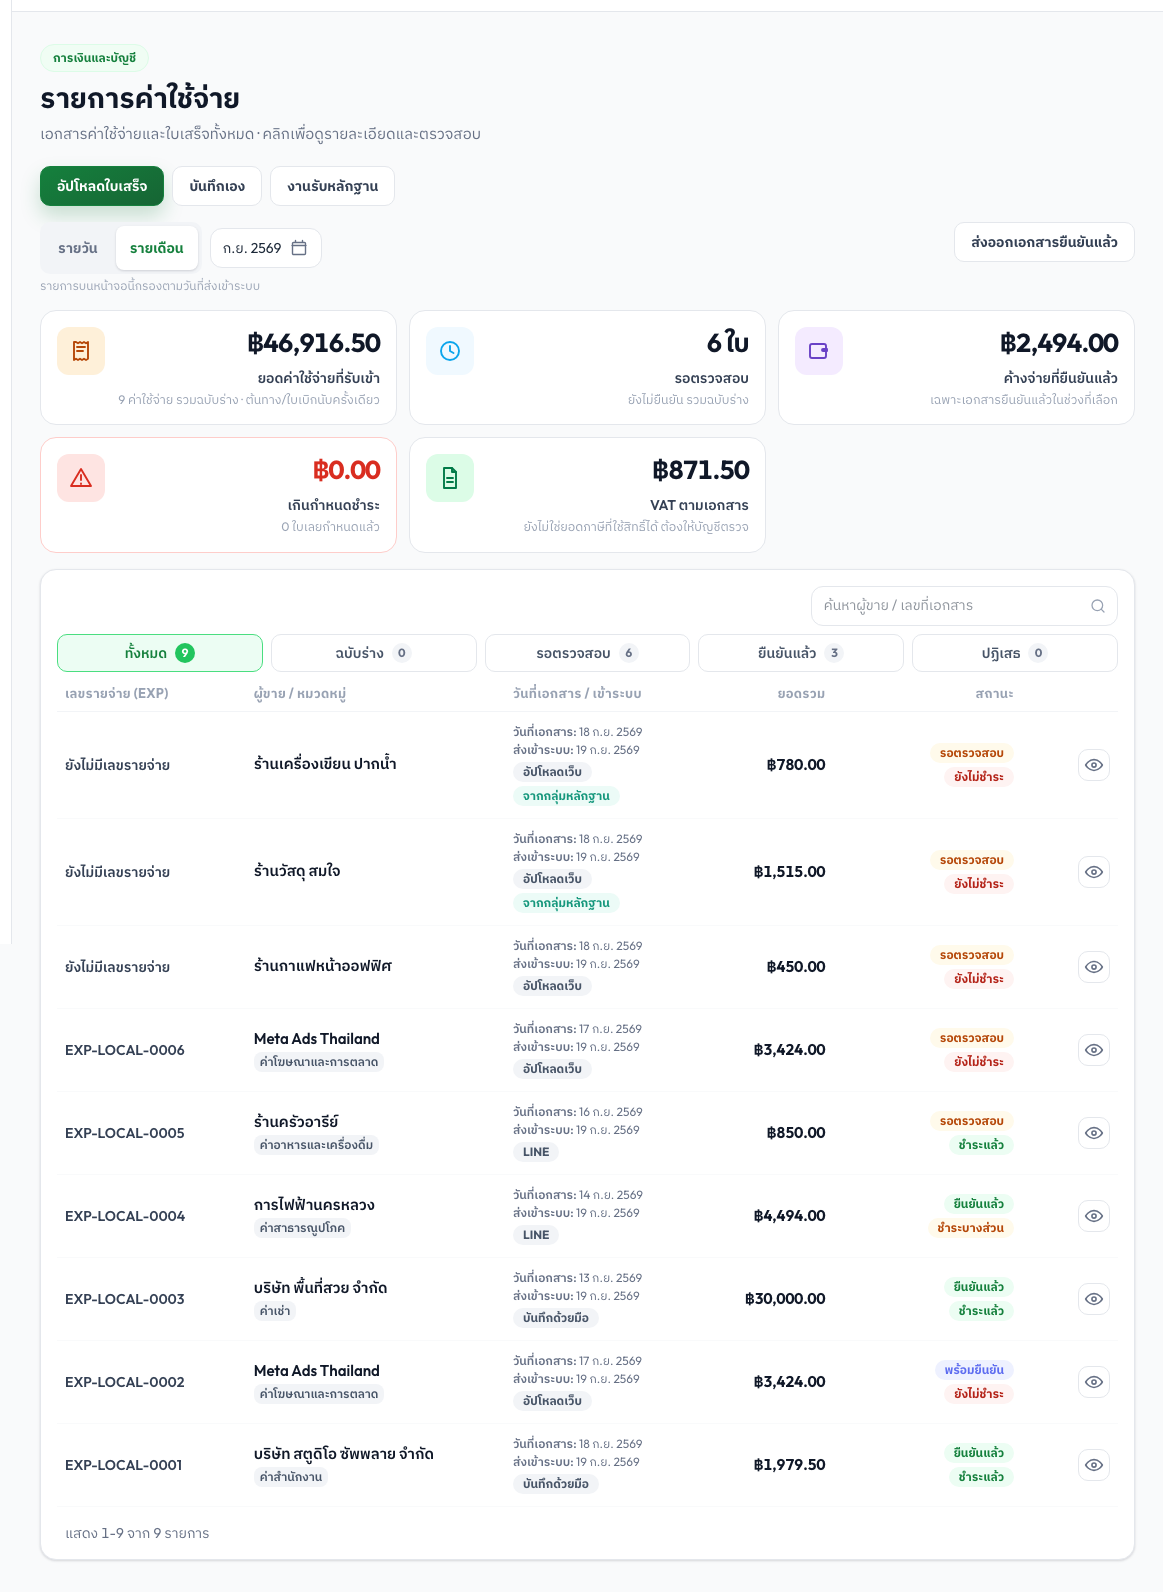 การเงินและบัญชี
รายการค่าใช้จ่าย
เอกสารค่าใช้จ่ายและใบเสร็จทั้งหมด · คลิกเพื่อดูรายละเอียดและตรวจสอบ
อัปโหลดใบเสร็จ บันทึกเอง งานรับหลักฐาน
รายวัน รายเดือน ก.ย. 2569 ส่งออกเอกสารยืนยันแล้ว
รายการบนหน้าจอนี้กรองตามวันที่ส่งเข้าระบบ
฿46,916.50
ยอดค่าใช้จ่ายที่รับเข้า
9 ค่าใช้จ่าย รวมฉบับร่าง · ต้นทาง/ใบเบิกนับครั้งเดียว
6 ใบ
รอตรวจสอบ
ยังไม่ยืนยัน รวมฉบับร่าง
฿2,494.00
ค้างจ่ายที่ยืนยันแล้ว
เฉพาะเอกสารยืนยันแล้วในช่วงที่เลือก
฿0.00
เกินกำหนดชำระ
0 ใบเลยกำหนดแล้ว
฿871.50
VAT ตามเอกสาร
ยังไม่ใช่ยอดภาษีที่ใช้สิทธิ์ได้ ต้องให้บัญชีตรวจ
ค้นหาผู้ขาย / เลขที่เอกสาร
ทั้งหมด 9 ฉบับร่าง 0 รอตรวจสอบ 6 ยืนยันแล้ว 3 ปฏิเสธ 0
เลขรายจ่าย (EXP) ผู้ขาย / หมวดหมู่ วันที่เอกสาร / เข้าระบบ ยอดรวม สถานะ
ยังไม่มีเลขรายจ่าย
ร้านเครื่องเขียน ปากน้ำ
วันที่เอกสาร: 18 ก.ย. 2569
ส่งเข้าระบบ: 19 ก.ย. 2569
อัปโหลดเว็บ
จากกลุ่มหลักฐาน
฿780.00
รอตรวจสอบ
ยังไม่ชำระ
ยังไม่มีเลขรายจ่าย
ร้านวัสดุ สมใจ
วันที่เอกสาร: 18 ก.ย. 2569
ส่งเข้าระบบ: 19 ก.ย. 2569
อัปโหลดเว็บ
จากกลุ่มหลักฐาน
฿1,515.00
รอตรวจสอบ
ยังไม่ชำระ
ยังไม่มีเลขรายจ่าย
ร้านกาแฟหน้าออฟฟิศ
วันที่เอกสาร: 18 ก.ย. 2569
ส่งเข้าระบบ: 19 ก.ย. 2569
อัปโหลดเว็บ
฿450.00
รอตรวจสอบ
ยังไม่ชำระ
EXP-LOCAL-0006
Meta Ads Thailand
ค่าโฆษณาและการตลาด
วันที่เอกสาร: 17 ก.ย. 2569
ส่งเข้าระบบ: 19 ก.ย. 2569
อัปโหลดเว็บ
฿3,424.00
รอตรวจสอบ
ยังไม่ชำระ
EXP-LOCAL-0005
ร้านครัวอารีย์
ค่าอาหารและเครื่องดื่ม
วันที่เอกสาร: 16 ก.ย. 2569
ส่งเข้าระบบ: 19 ก.ย. 2569
LINE
฿850.00
รอตรวจสอบ
ชำระแล้ว
EXP-LOCAL-0004
การไฟฟ้านครหลวง
ค่าสาธารณูปโภค
วันที่เอกสาร: 14 ก.ย. 2569
ส่งเข้าระบบ: 19 ก.ย. 2569
LINE
฿4,494.00
ยืนยันแล้ว
ชำระบางส่วน
EXP-LOCAL-0003
บริษัท พื้นที่สวย จำกัด
ค่าเช่า
วันที่เอกสาร: 13 ก.ย. 2569
ส่งเข้าระบบ: 19 ก.ย. 2569
บันทึกด้วยมือ
฿30,000.00
ยืนยันแล้ว
ชำระแล้ว
EXP-LOCAL-0002
Meta Ads Thailand
ค่าโฆษณาและการตลาด
วันที่เอกสาร: 17 ก.ย. 2569
ส่งเข้าระบบ: 19 ก.ย. 2569
อัปโหลดเว็บ
฿3,424.00
พร้อมยืนยัน
ยังไม่ชำระ
EXP-LOCAL-0001
บริษัท สตูดิโอ ซัพพลาย จำกัด
ค่าสำนักงาน
วันที่เอกสาร: 18 ก.ย. 2569
ส่งเข้าระบบ: 19 ก.ย. 2569
บันทึกด้วยมือ
฿1,979.50
ยืนยันแล้ว
ชำระแล้ว
แสดง 1-9 จาก 9 รายการ